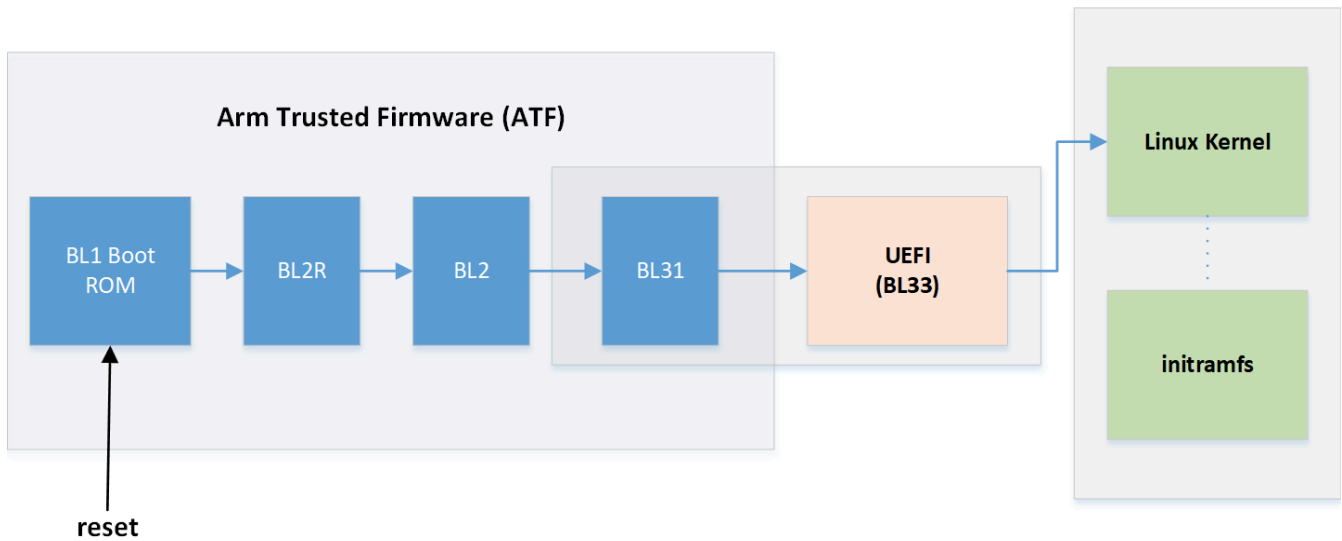 Arm Trusted Firmware (ATF)
BL1 Boot
ROM
BL2R
BL2
BL31
UEFI
(BL33)
Linux Kernel
initramfs
reset